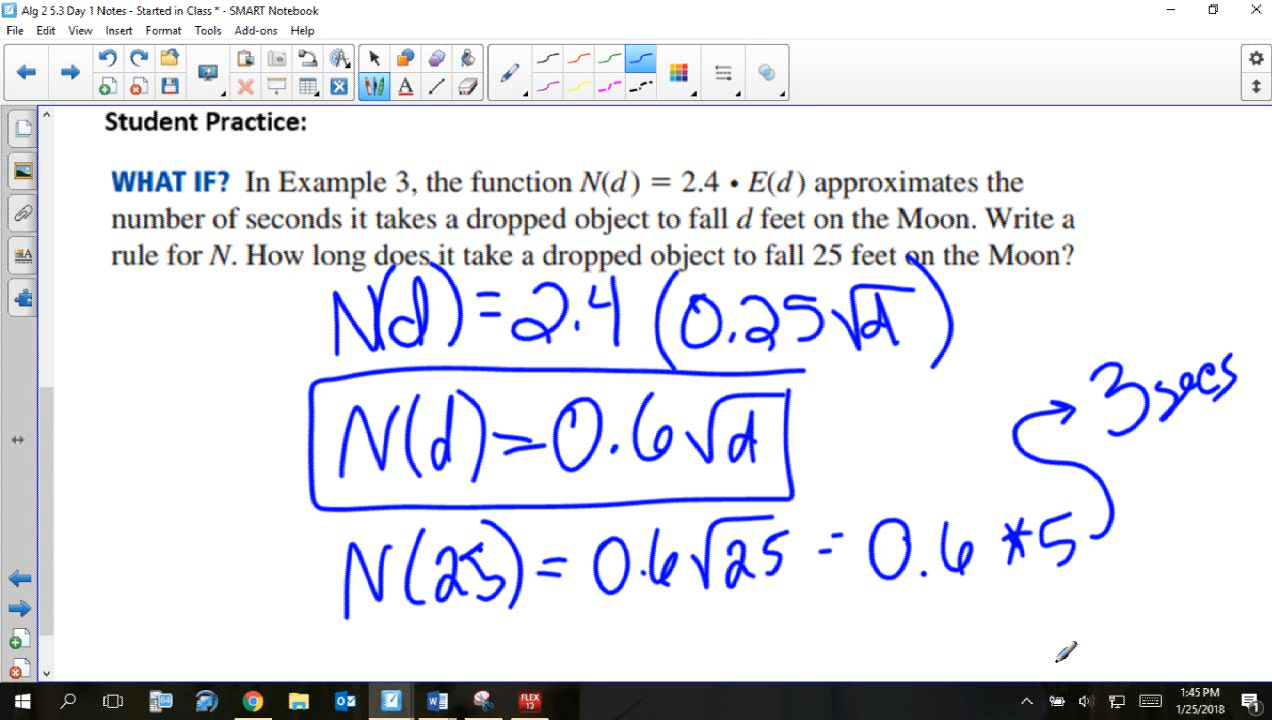 Alg 2 5.3 Day 1 Notes - Started in Class * - SMART Notebook
File Edit View Insert Format Tools Add-ons Help
Student Practice:
WHAT IF? In Example 3, the function N(d) = 2.4 • E(d) approximates the
number of seconds it takes a dropped object to fall d feet on the Moon. Write a
rule for N. How long does it take a dropped object to fall 25 feet on the Moon?
N(d) = 2.4 (0.25√d)
3 secs
N(d) = 0.6√d
N(25) = 0.6√25 = 0.6 * 5
FLEX
13
1:45 PM
1/25/2018